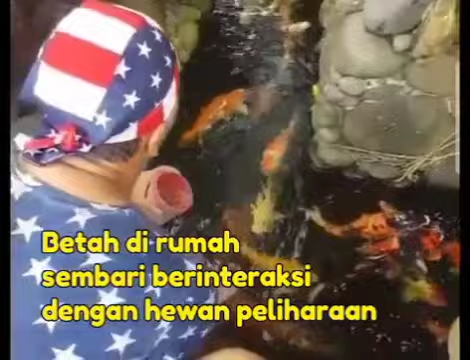 Betah di rumah
sembari berinteraksi
dengan hewan peliharaan